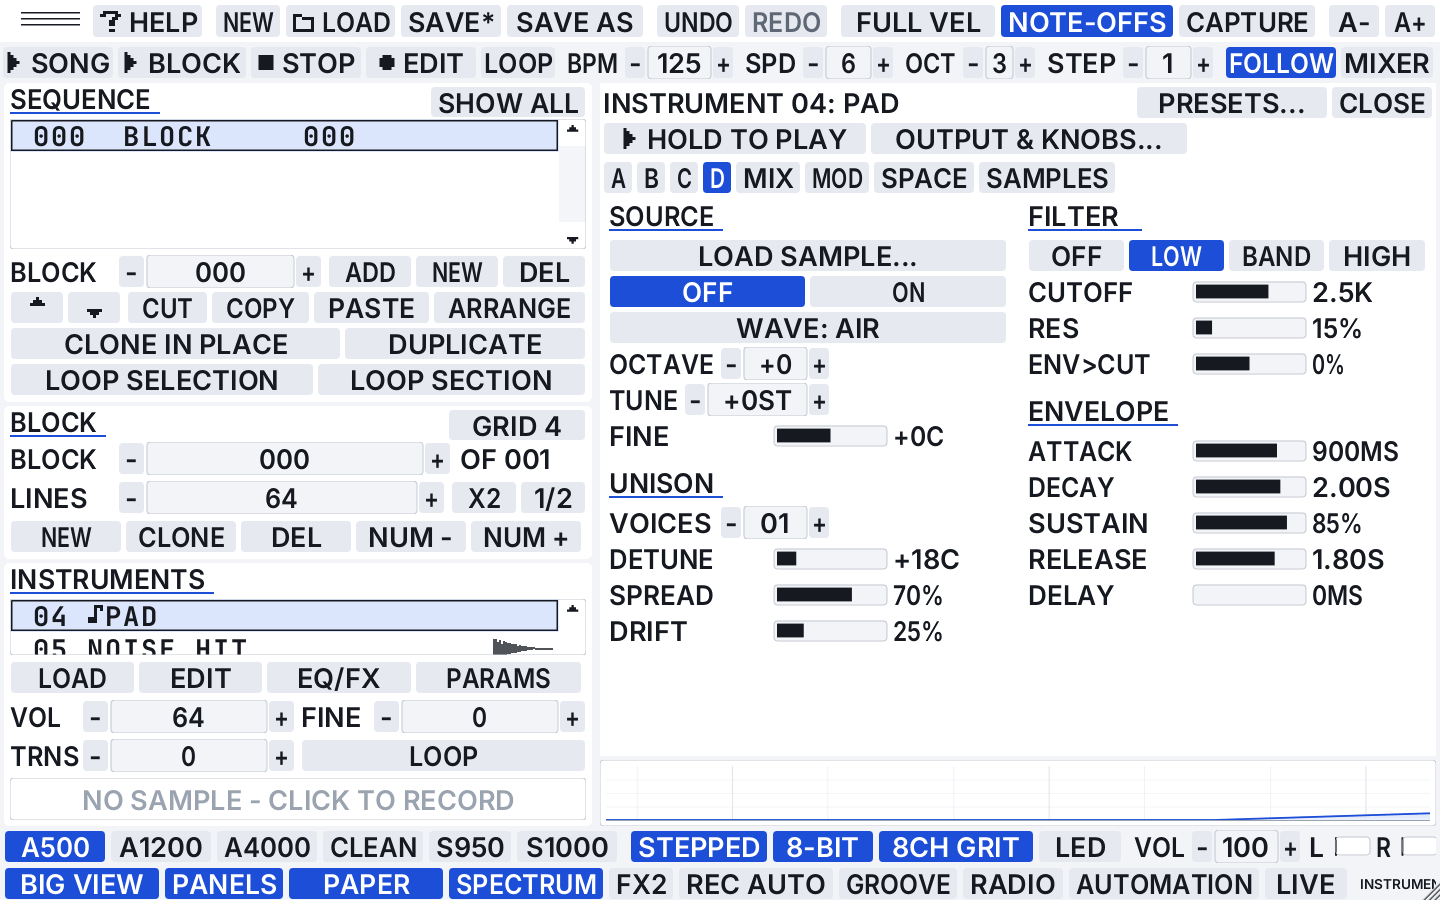 HELP NEW LOAD SAVE* SAVE AS UNDO REDO FULL VEL NOTE-OFFS CAPTURE A- A+
SONG BLOCK STOP EDIT LOOP BPM - 125 + SPD - 6 + OCT - 3 + STEP - 1 + FOLLOW MIXER
SEQUENCE SHOW ALL
000 BLOCK 000
BLOCK - 000 + ADD NEW DEL
CUT COPY PASTE ARRANGE
CLONE IN PLACE DUPLICATE
LOOP SELECTION LOOP SECTION
BLOCK GRID 4
BLOCK - 000 + OF 001
LINES - 64 + X2 1/2
NEW CLONE DEL NUM - NUM +
INSTRUMENTS
04 PAD
05 NOISE HIT
LOAD EDIT EQ/FX PARAMS
VOL - 64 + FINE - 0 +
TRNS - 0 + LOOP
NO SAMPLE - CLICK TO RECORD
INSTRUMENT 04: PAD PRESETS... CLOSE
HOLD TO PLAY OUTPUT & KNOBS...
A B C D MIX MOD SPACE SAMPLES
SOURCE
LOAD SAMPLE...
OFF ON
WAVE: AIR
OCTAVE - +0 +
TUNE - +0ST +
FINE +0C
UNISON
VOICES - 01 +
DETUNE +18C
SPREAD 70%
DRIFT 25%
FILTER
OFF LOW BAND HIGH
CUTOFF 2.5K
RES 15%
ENV>CUT 0%
ENVELOPE
ATTACK 900MS
DECAY 2.00S
SUSTAIN 85%
RELEASE 1.80S
DELAY 0MS
A500 A1200 A4000 CLEAN S950 S1000 STEPPED 8-BIT 8CH GRIT LED VOL - 100 + L R
BIG VIEW PANELS PAPER SPECTRUM FX2 REC AUTO GROOVE RADIO AUTOMATION LIVE